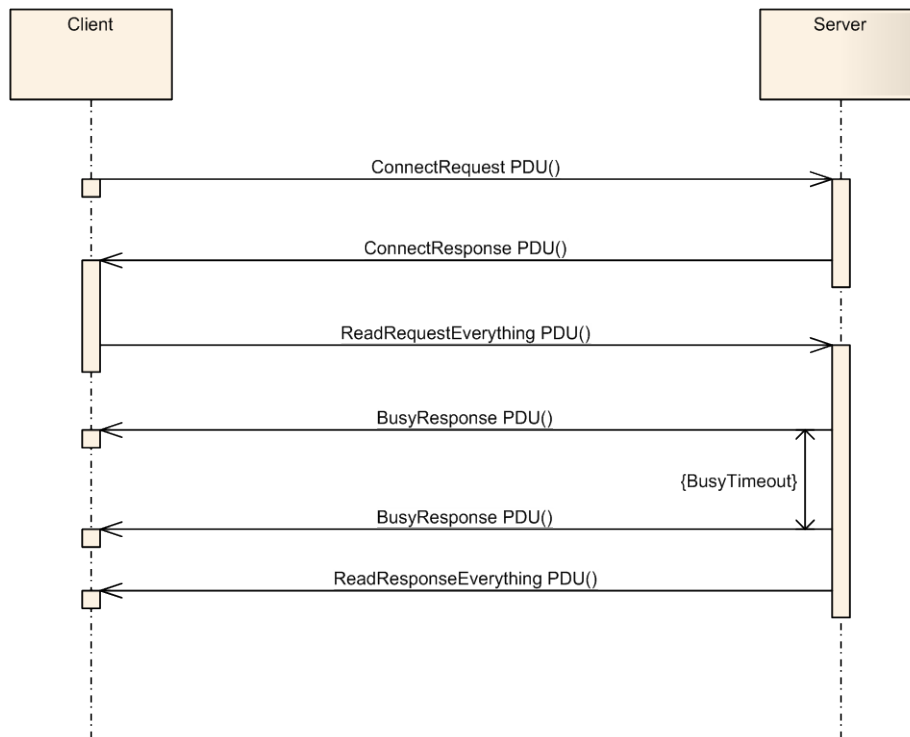 Client
Server
ConnectRequest PDU()
ConnectResponse PDU()
ReadRequestEverything PDU()
BusyResponse PDU()
{BusyTimeout}
BusyResponse PDU()
ReadResponseEverything PDU()